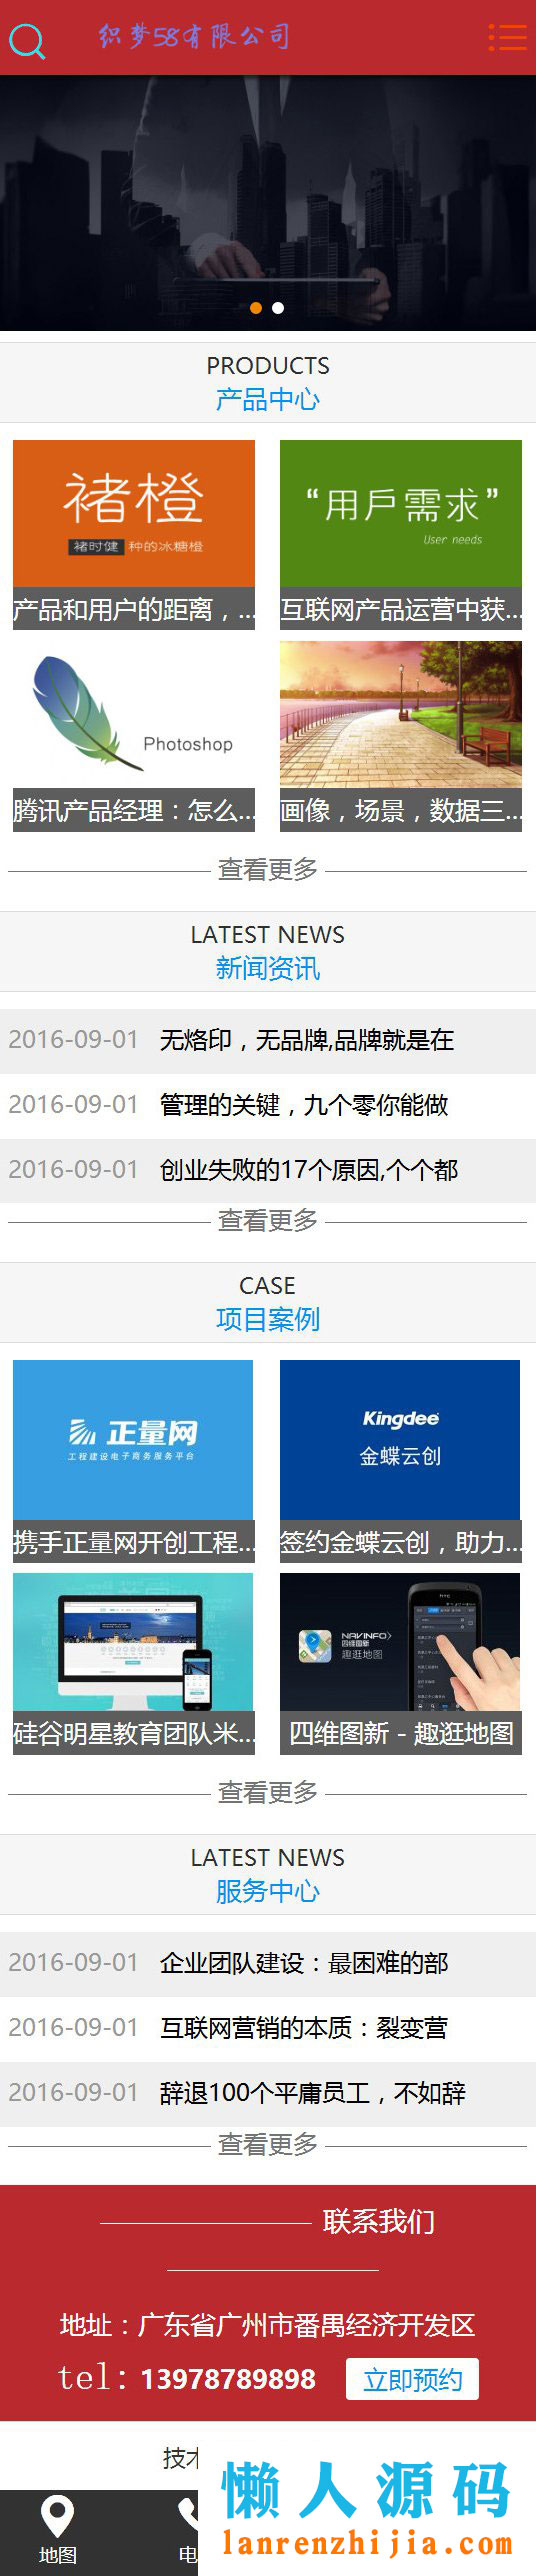 织梦58有限公司
PRODUCTS
产品中心
褚橙
褚时健 种的冰糖橙
“用戶需求”
User needs
产品和用户的距离，...
互联网产品运营中获...
Photoshop
腾讯产品经理：怎么...
画像，场景，数据三...
查看更多
LATEST NEWS
新闻资讯
2016-09-01 无烙印，无品牌,品牌就是在
2016-09-01 管理的关键，九个零你能做
2016-09-01 创业失败的17个原因,个个都
查看更多
CASE
项目案例
正量网
工程建设电子商务服务平台
Kingdee
金蝶云创
携手正量网开创工程...
签约金蝶云创，助力...
NAVINFO
四维图新
趣逛地图
硅谷明星教育团队米...
四维图新 - 趣逛地图
查看更多
LATEST NEWS
服务中心
2016-09-01 企业团队建设：最困难的部
2016-09-01 互联网营销的本质：裂变营
2016-09-01 辞退100个平庸员工，不如辞
查看更多
联系我们
地址：广东省广州市番禺经济开发区
tel：13978789898 立即预约
技
懒人源码
lanrenzhijia.com
地图
电